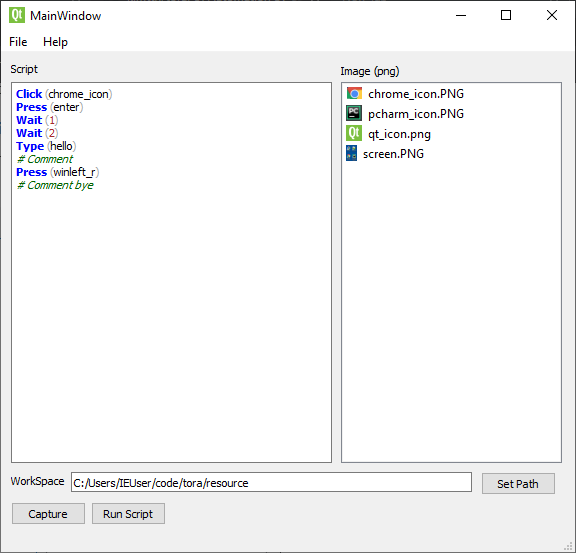 Qt MainWindow
File Help
Script
Image (png)
Click (chrome_icon)
Press (enter)
Wait (1)
Wait (2)
Type (hello)
# Comment
Press (winleft_r)
# Comment bye
chrome_icon.PNG
PC pcharm_icon.PNG
Qt qt_icon.png
screen.PNG
WorkSpace C:/Users/IEUser/code/tora/resource Set Path
Capture Run Script